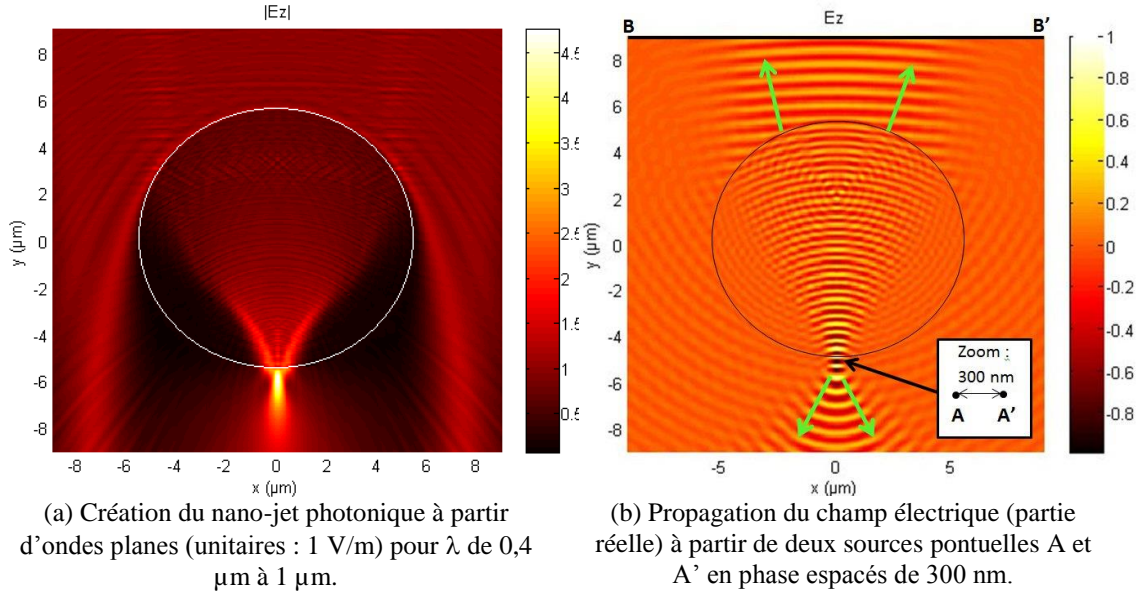 |Ez|
8
6
4
2
0
-2
-4
-6
-8
y (µm)
-8 -6 -4 -2 0 2 4 6 8
x (µm)
4.5
4
3.5
3
2.5
2
1.5
1
0.5
(a) Création du nano-jet photonique à partir
d’ondes planes (unitaires : 1 V/m) pour λ de 0,4
µm à 1 µm.
B Ez B’
8
6
4
2
0
-2
-4
-6
-8
y (µm)
-5 0 5
x (µm)
Zoom :
300 nm
A A’
1
0.8
0.6
0.4
0.2
0
-0.2
-0.4
-0.6
-0.8
(b) Propagation du champ électrique (partie
réelle) à partir de deux sources pontuelles A et
A’ en phase espacés de 300 nm.